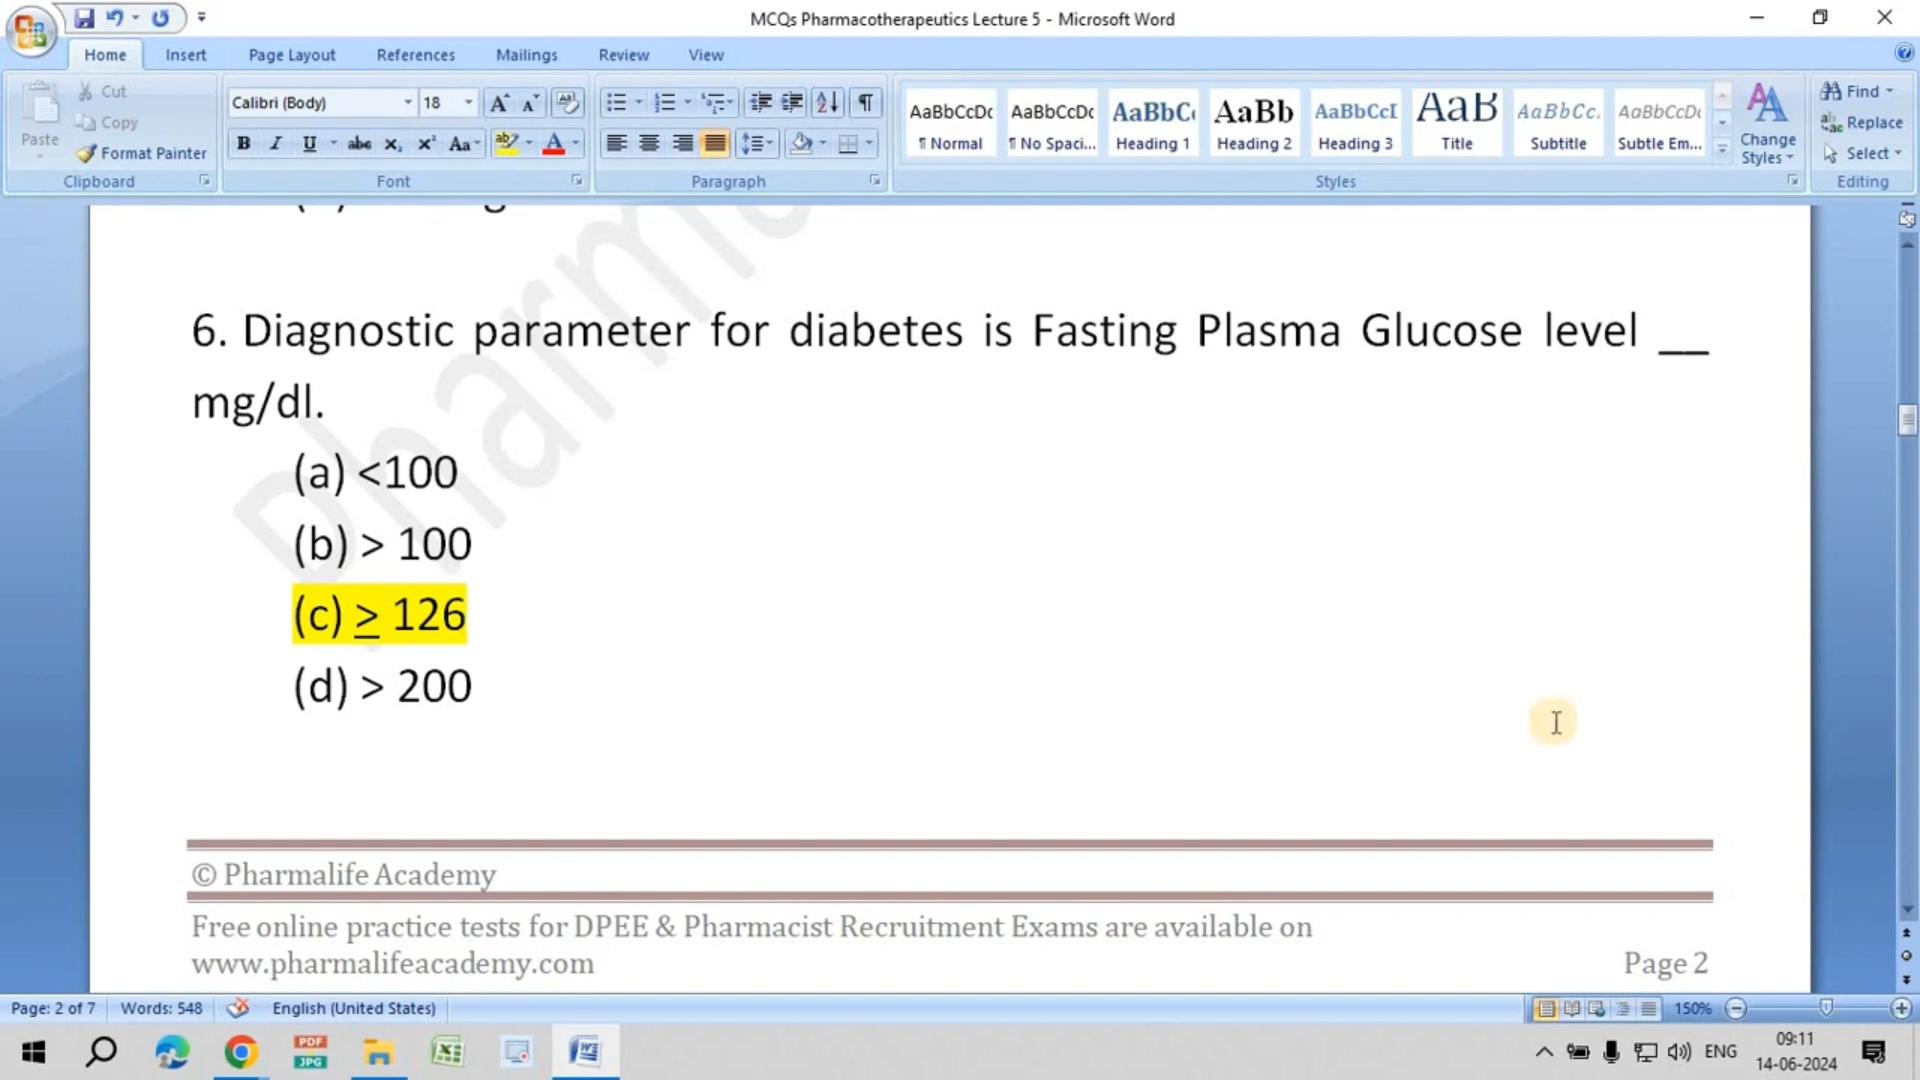 MCQs Pharmacotherapeutics Lecture 5 - Microsoft Word
Home Insert Page Layout References Mailings Review View
Cut
Copy
Paste
Format Painter
Calibri (Body) 18
AaBbCcDc AaBbCcDc AaBbC AaBb AaBbCcI AaB AaBbCc. AaBbCcDc
¶ Normal ¶ No Spaci... Heading 1 Heading 2 Heading 3 Title Subtitle Subtle Em...
Change Styles
Find
Replace
Select
Clipboard Font Paragraph Styles Editing
Pharma
6. Diagnostic parameter for diabetes is Fasting Plasma Glucose level __
mg/dl.
(a) <100
(b) > 100
(c) > 126
(d) > 200
© Pharmalife Academy
Free online practice tests for DPEE & Pharmacist Recruitment Exams are available on
www.pharmalifeacademy.com Page 2
Page: 2 of 7 Words: 548 English (United States) 150%
PDF
JPG
ENG
09:11
14-06-2024